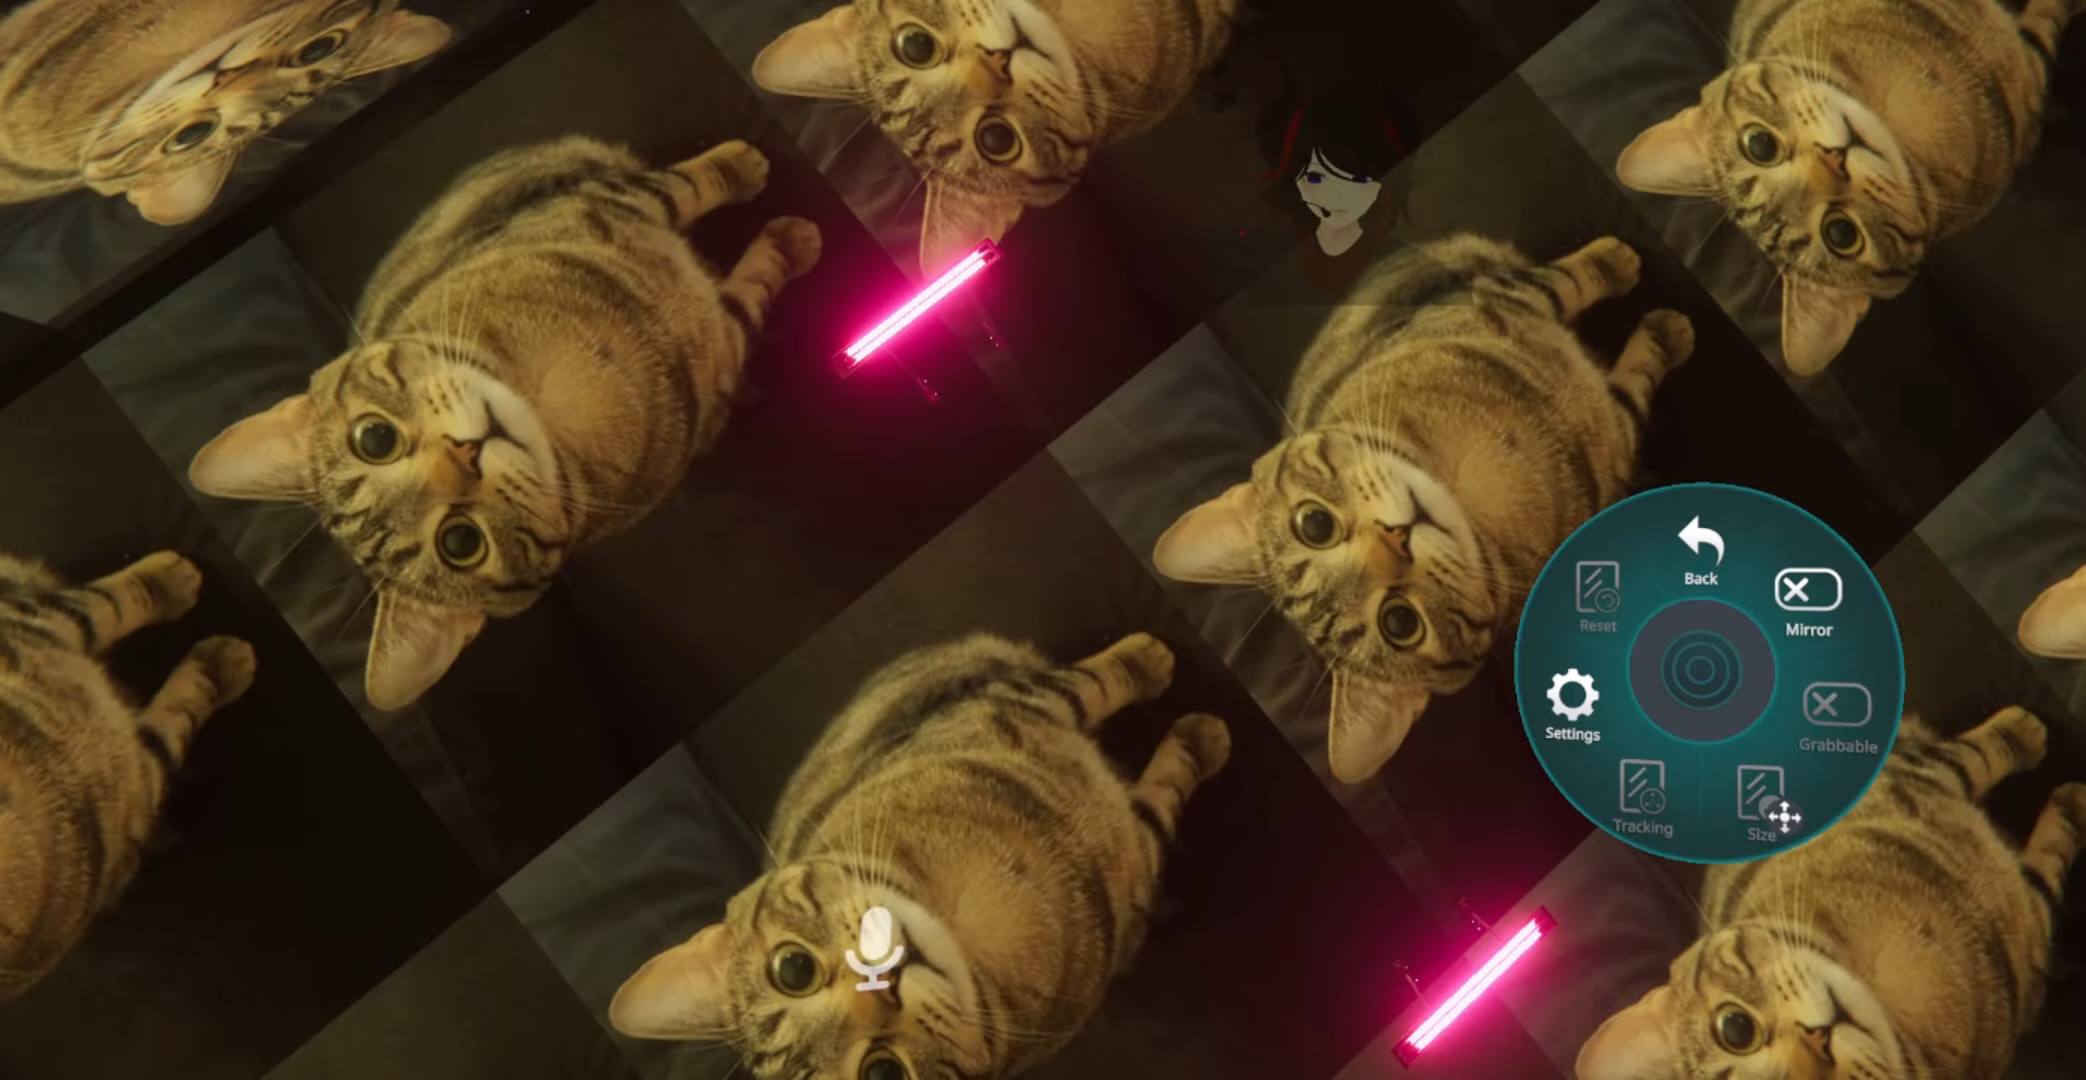 Back
Mirror
Reset
Settings
Grabbable
Tracking
Size